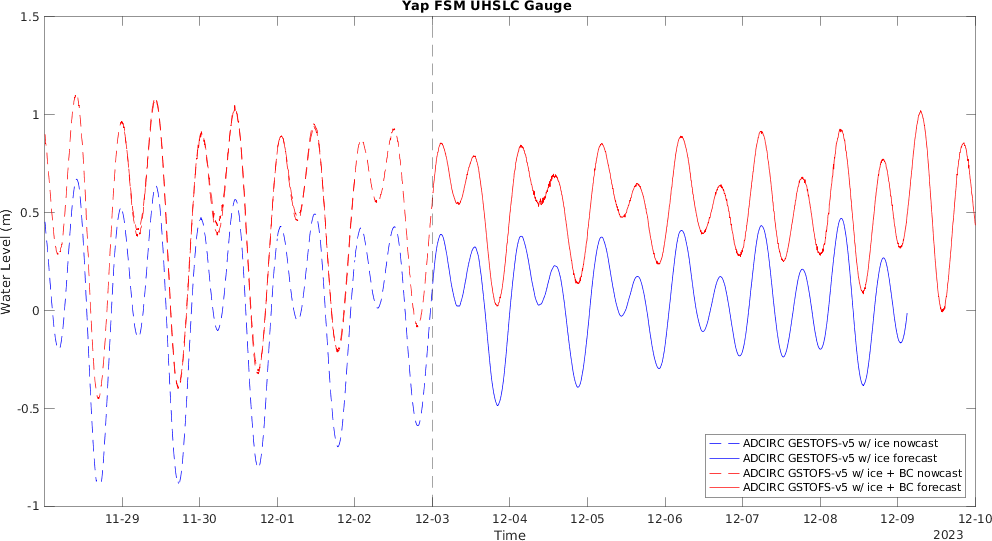 Yap FSM UHSLC Gauge
1.5
1
0.5
0
-0.5
-1
Water Level (m)
11-29
11-30
12-01
12-02
12-03
12-04
12-05
12-06
12-07
12-08
12-09
12-10
Time
2023
ADCIRC GESTOFS-v5 w/ ice nowcast
ADCIRC GESTOFS-v5 w/ ice forecast
ADCIRC GSTOFS-v5 w/ ice + BC nowcast
ADCIRC GSTOFS-v5 w/ ice + BC forecast